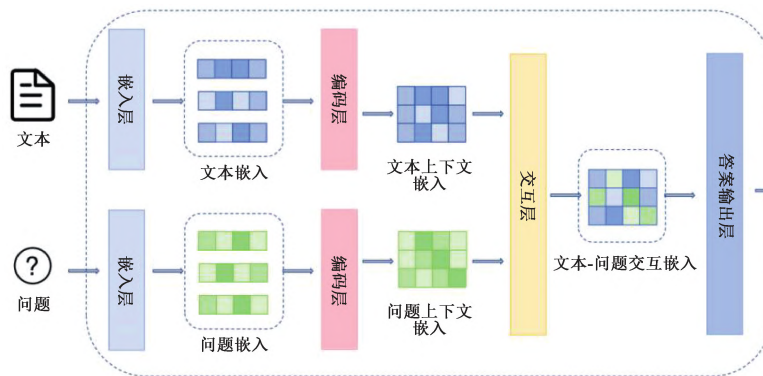 文本
嵌入层
文本嵌入
编码层
文本上下文
嵌入
?
问题
嵌入层
问题嵌入
编码层
问题上下文
嵌入
交互层
文本-问题交互嵌入
答案输出层